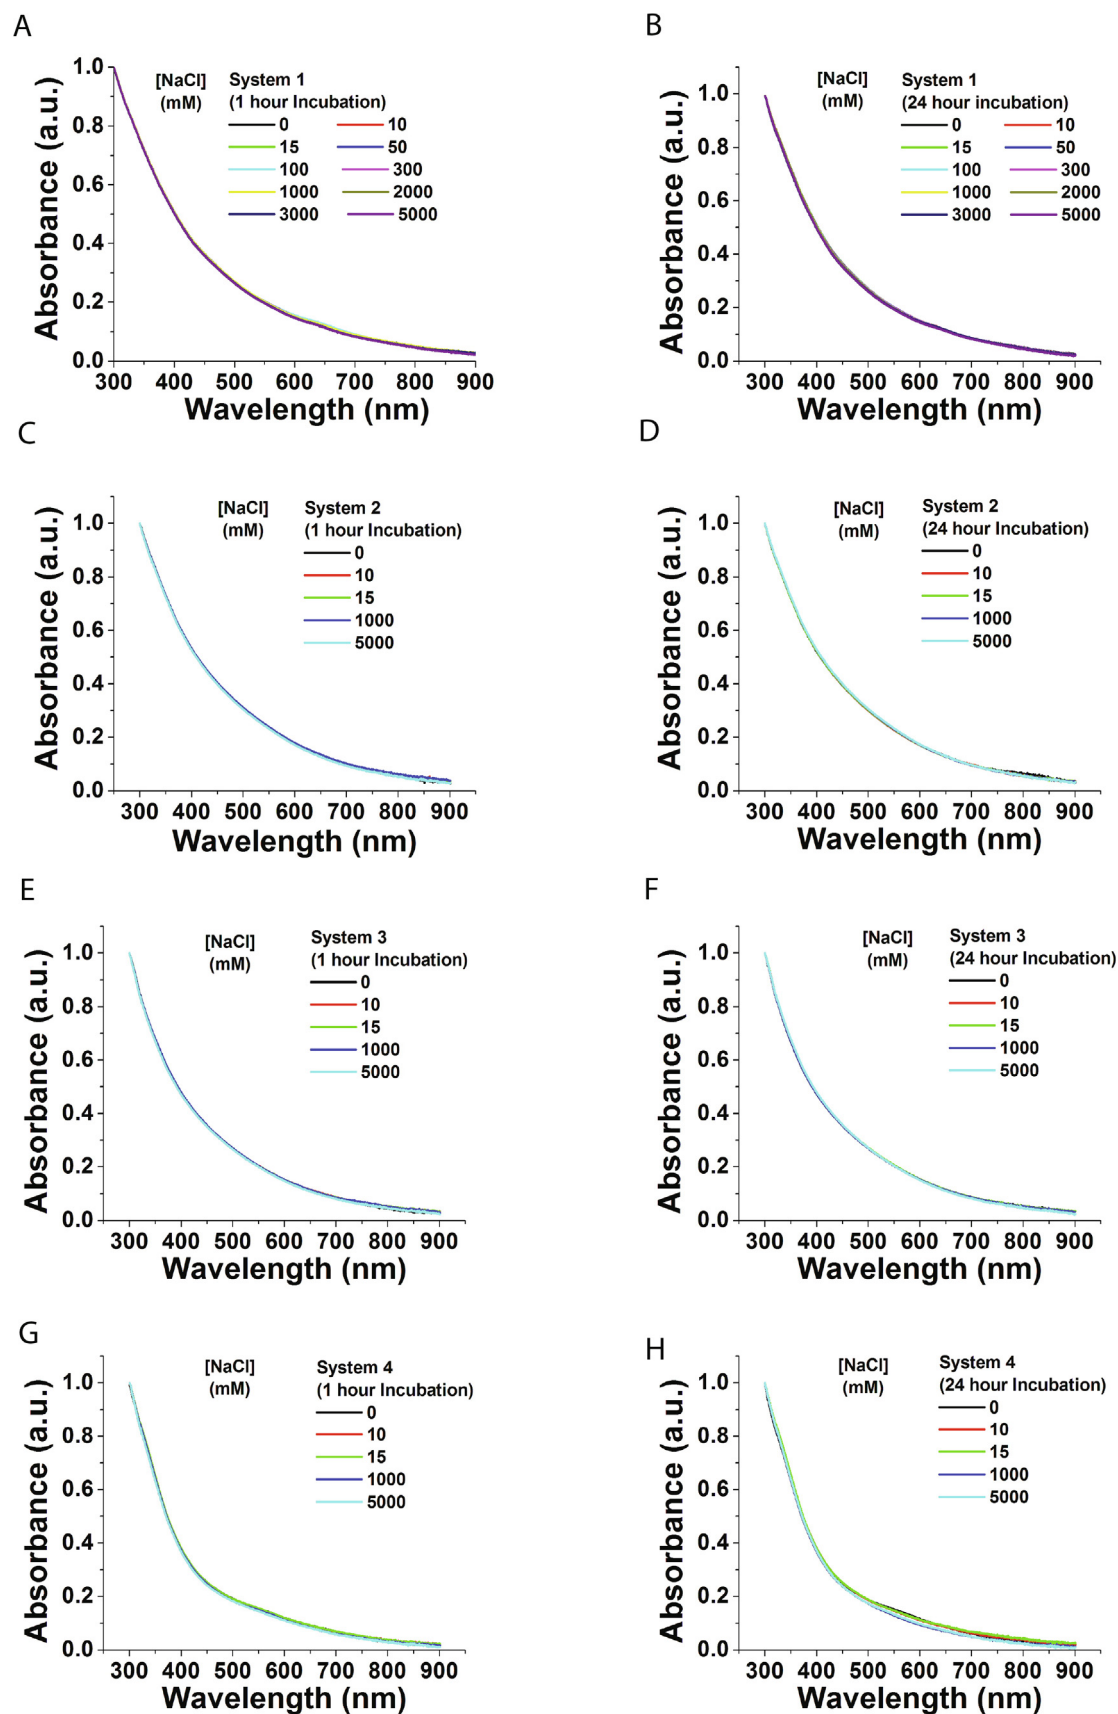 A
[NaCl] System 1
(mM) (1 hour Incubation)
0 10
15 50
100 300
1000 2000
3000 5000
Absorbance (a.u.)
1.0
0.8
0.6
0.4
0.2
0.0
300 400 500 600 700 800 900
Wavelength (nm)
B
[NaCl] System 1
(mM) (24 hour incubation)
0 10
15 50
100 300
1000 2000
3000 5000
Absorbance (a.u.)
1.0
0.8
0.6
0.4
0.2
0.0
300 400 500 600 700 800 900
Wavelength (nm)
C
[NaCl] System 2
(mM) (1 hour Incubation)
0
10
15
1000
5000
Absorbance (a.u.)
1.0
0.8
0.6
0.4
0.2
0.0
300 400 500 600 700 800 900
Wavelength (nm)
D
[NaCl] System 2
(mM) (24 hour Incubation)
0
10
15
1000
5000
Absorbance (a.u.)
1.0
0.8
0.6
0.4
0.2
0.0
300 400 500 600 700 800 900
Wavelength (nm)
E
[NaCl] System 3
(mM) (1 hour Incubation)
0
10
15
1000
5000
Absorbance (a.u.)
1.0
0.8
0.6
0.4
0.2
0.0
300 400 500 600 700 800 900
Wavelength (nm)
F
[NaCl] System 3
(mM) (24 hour Incubation)
0
10
15
1000
5000
Absorbance (a.u.)
1.0
0.8
0.6
0.4
0.2
0.0
300 400 500 600 700 800 900
Wavelength (nm)
G
[NaCl] System 4
(mM) (1 hour Incubation)
0
10
15
1000
5000
Absorbance (a.u.)
1.0
0.8
0.6
0.4
0.2
0.0
300 400 500 600 700 800 900
Wavelength (nm)
H
[NaCl] System 4
(mM) (24 hour Incubation)
0
10
15
1000
5000
Absorbance (a.u.)
1.0
0.8
0.6
0.4
0.2
0.0
300 400 500 600 700 800 900
Wavelength (nm)